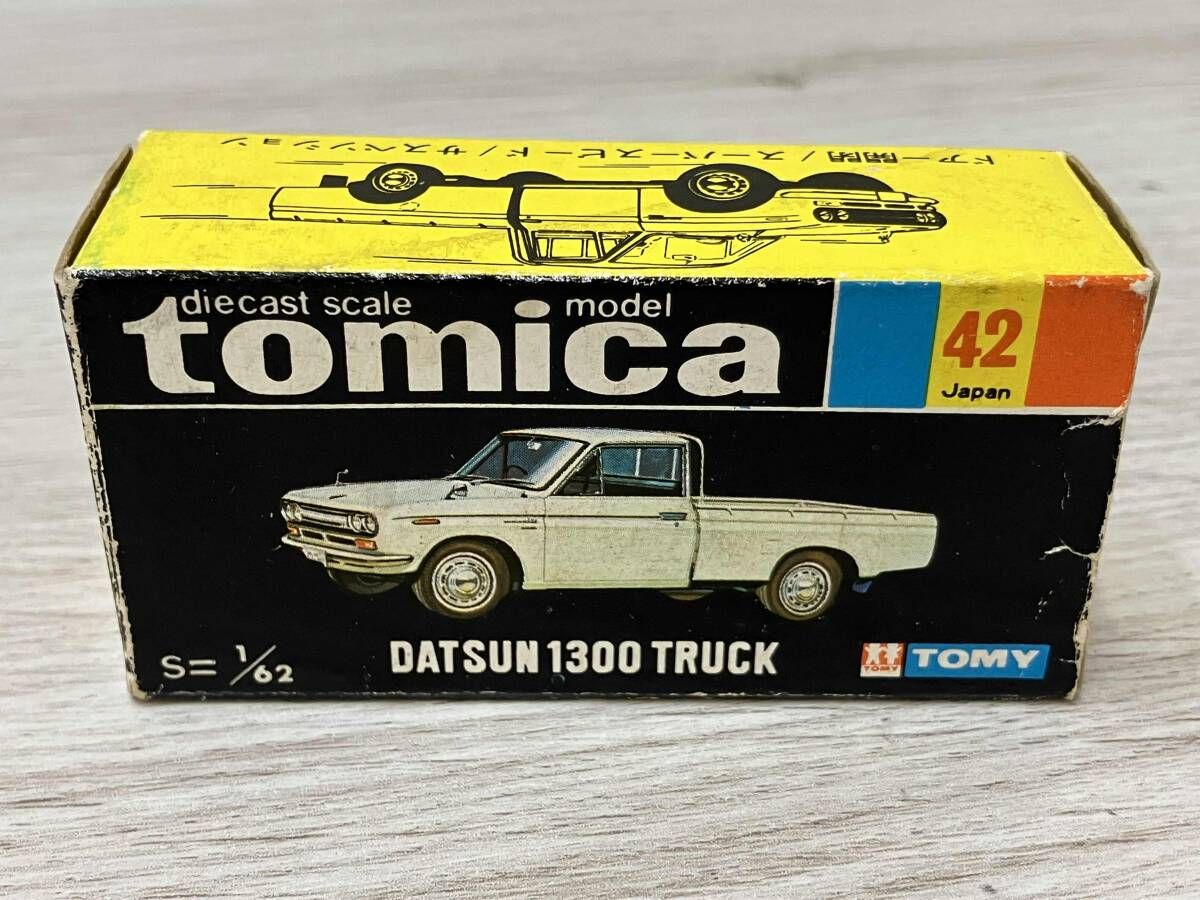 ドアー開閉/スーパースピード/サスペンション
diecast scale model
tomica
42
Japan
S=1/62
DATSUN 1300 TRUCK
TOMY
TOMY